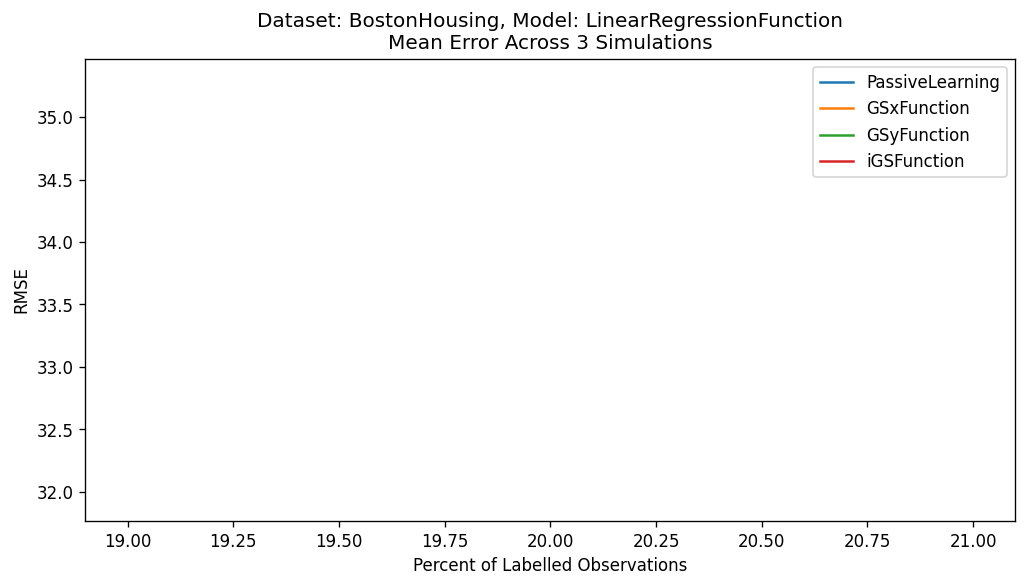 Dataset: BostonHousing, Model: LinearRegressionFunction
Mean Error Across 3 Simulations
PassiveLearning
GSxFunction
GSyFunction
iGSFunction
RMSE
35.0
34.5
34.0
33.5
33.0
32.5
32.0
19.00 19.25 19.50 19.75 20.00 20.25 20.50 20.75 21.00
Percent of Labelled Observations